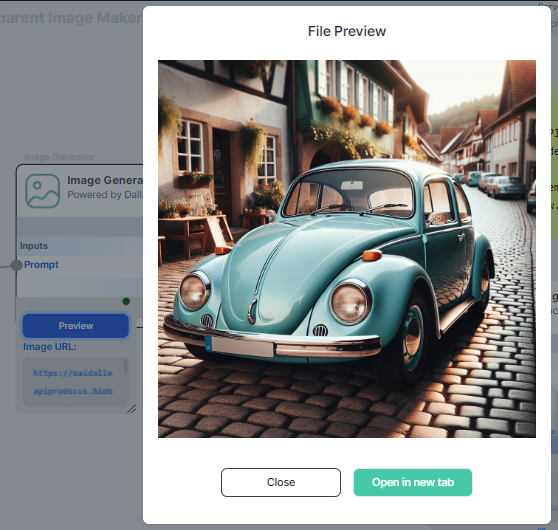 parent Image Maker
File Preview
Image Generator
Image Genera
Powered by Dall.
Inputs
Prompt
Preview
Image URL:
https://oaidalle
apiprodscus.blob
Close
Open in new tab